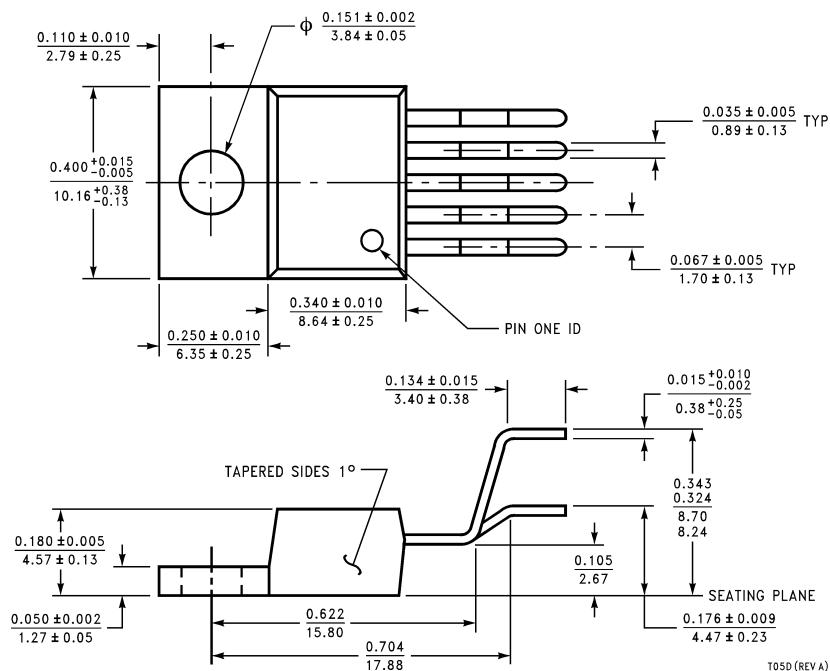 ϕ 0.151 ± 0.002
3.84 ± 0.05
0.110 ± 0.010
2.79 ± 0.25
0.035 ± 0.005 TYP
0.89 ± 0.13
0.400 +0.015 -0.005
10.16 +0.38 -0.13
0.067 ± 0.005 TYP
1.70 ± 0.13
0.340 ± 0.010
8.64 ± 0.25
PIN ONE ID
0.250 ± 0.010
6.35 ± 0.25
0.134 ± 0.015
3.40 ± 0.38
0.015 +0.010 -0.002
0.38 +0.25 -0.05
TAPERED SIDES 1°
0.343
0.324
8.70
8.24
0.180 ± 0.005
4.57 ± 0.13
0.105
2.67
SEATING PLANE
0.050 ± 0.002
1.27 ± 0.05
0.622
15.80
0.176 ± 0.009
4.47 ± 0.23
0.704
17.88
T05D (REV A)